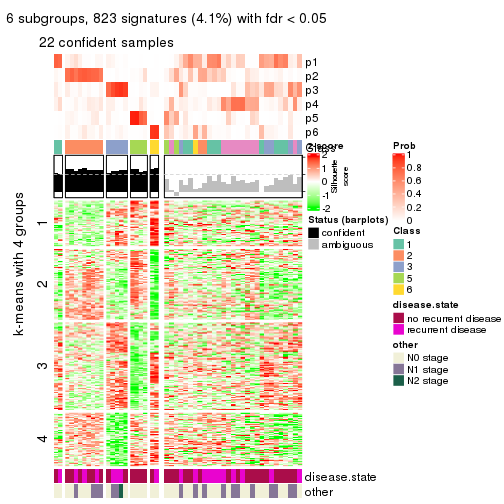 6 subgroups, 823 signatures (4.1%) with fdr < 0.05
22 confident samples
p1
p2
p3
p4
p5
p6
z-score
2
1
0
-1
-2
Silhouette
score
Status (barplots)
confident
ambiguous
Prob
1
0.8
0.6
0.4
0.2
0
Class
1
2
3
5
6
disease.state
no recurrent disease
recurrent disease
other
N0 stage
N1 stage
N2 stage
k-means with 4 groups
1
2
3
4
disease.state
other